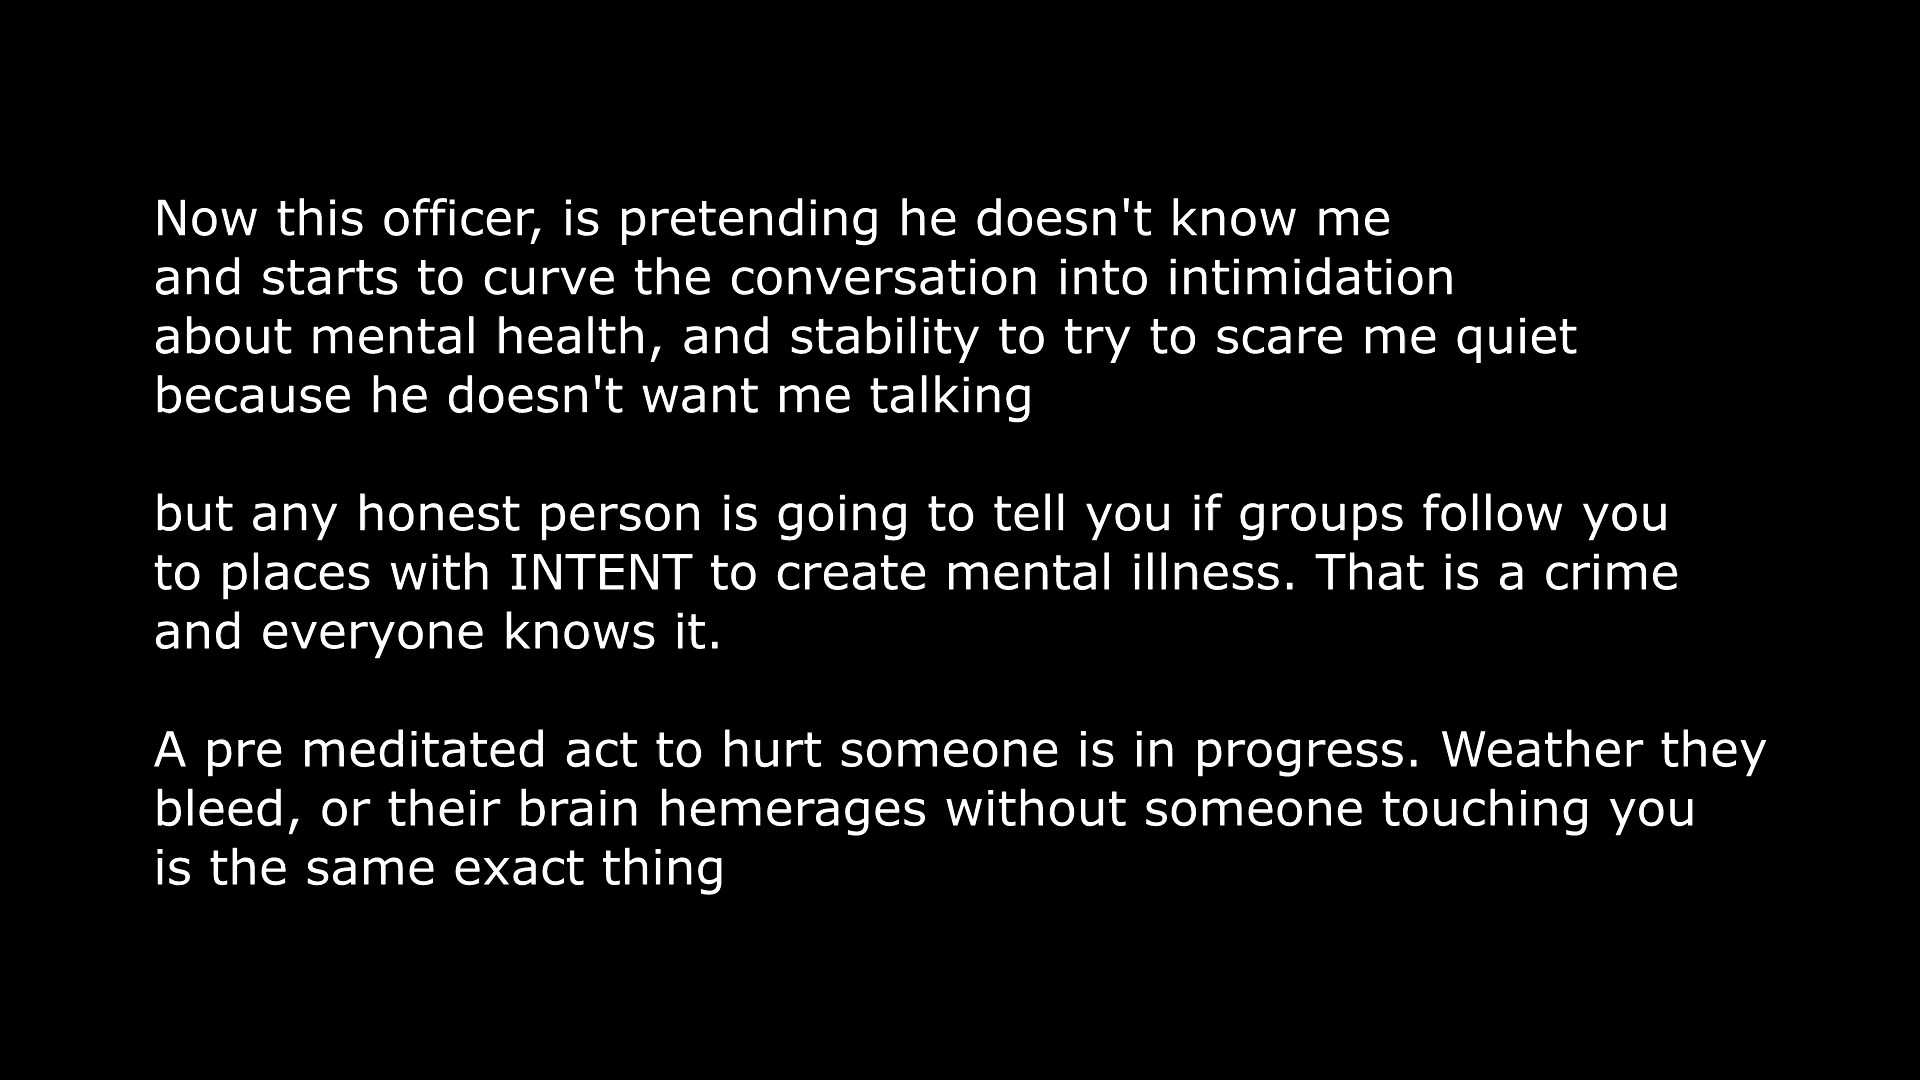 Now this officer, is pretending he doesn't know me
and starts to curve the conversation into intimidation
about mental health, and stability to try to scare me quiet
because he doesn't want me talking
but any honest person is going to tell you if groups follow you
to places with INTENT to create mental illness. That is a crime
and everyone knows it.
A pre meditated act to hurt someone is in progress. Weather they
bleed, or their brain hemerages without someone touching you
is the same exact thing